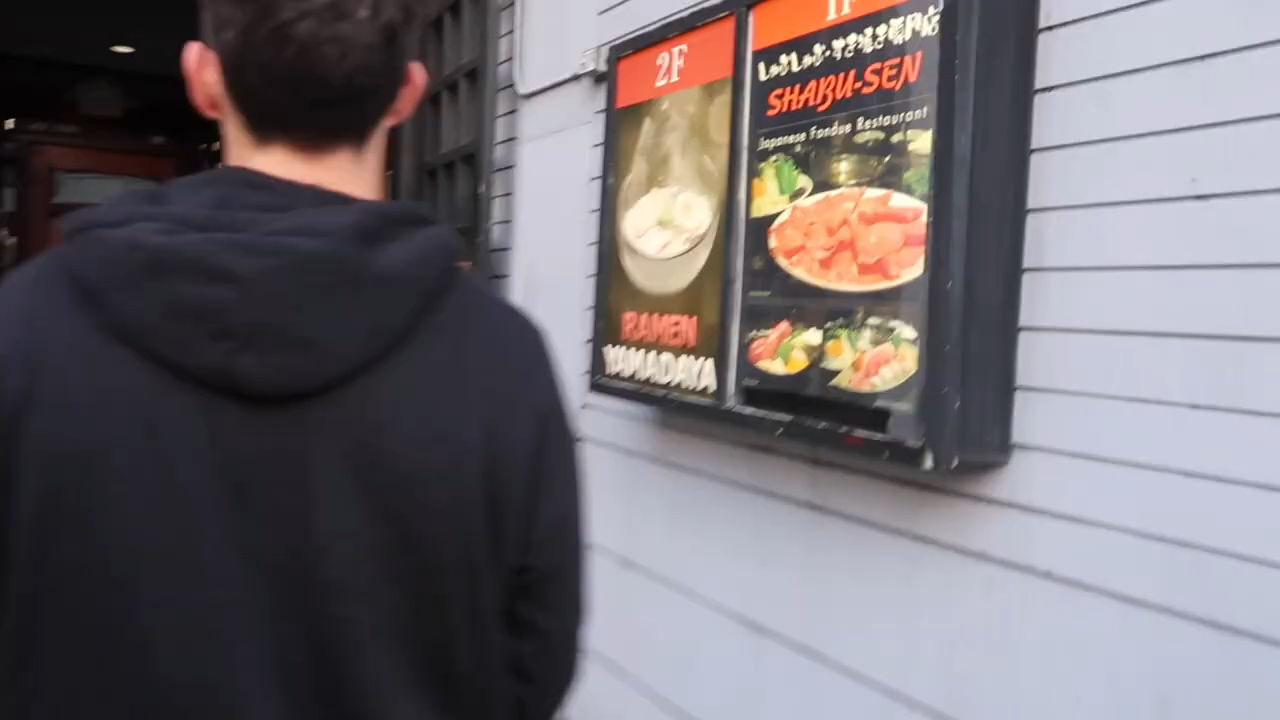 2F
RAMEN
YAMADAYA
1F
SHABU-SEN
Japanese Fondue Restaurant